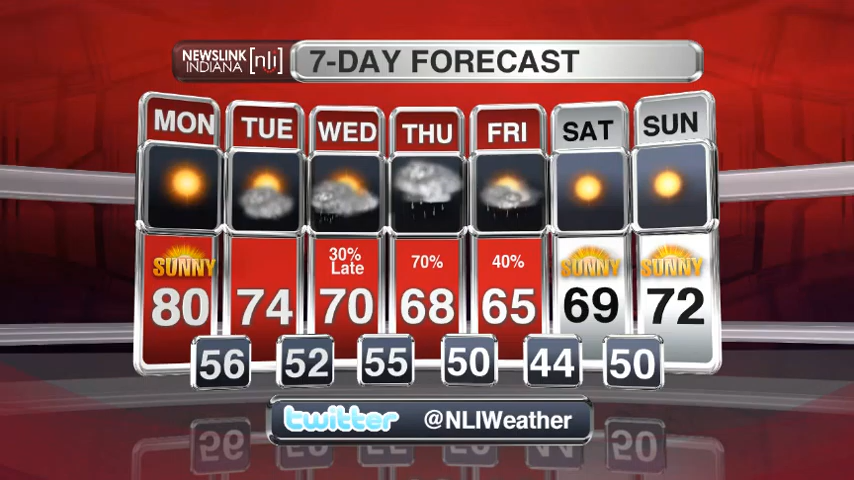 NEWSLINK
INDIANA
[nli]
7-DAY FORECAST
MON TUE WED THU FRI SAT SUN
30%
Late
70%
40%
SUNNY SUNNY SUNNY
80 74 70 68 65 69 72
56 52 55 50 44 50
twitter @NLIWeather